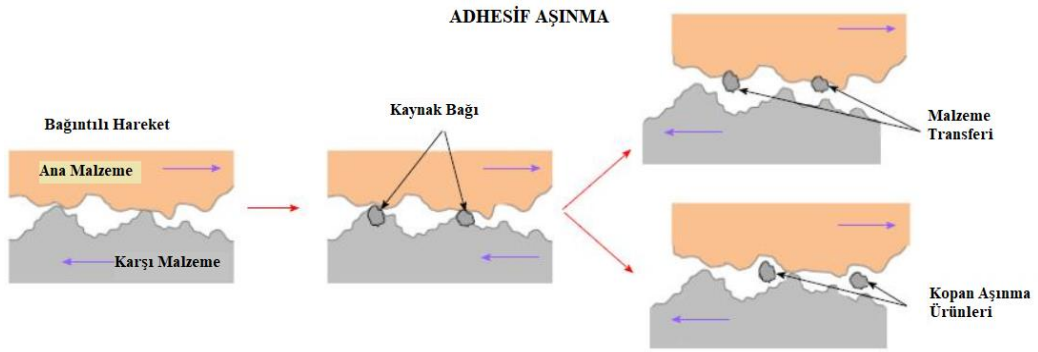 ADHESİF AŞINMA
Bağıntılı Hareket
Ana Malzeme
Karşı Malzeme
Kaynak Bağı
Malzeme
Transferi
Kopan Aşınma
Ürünleri